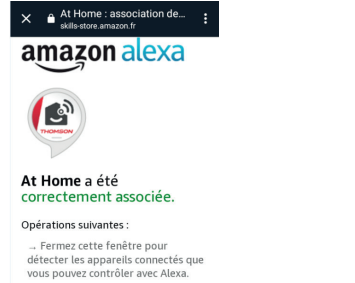 At Home : association de...
skills-store.amazon.fr
amazon alexa
THOMSON
At Home a été
correctement associée.
Opérations suivantes :
→ Fermez cette fenêtre pour
détecter les appareils connectés que
vous pouvez contrôler avec Alexa.